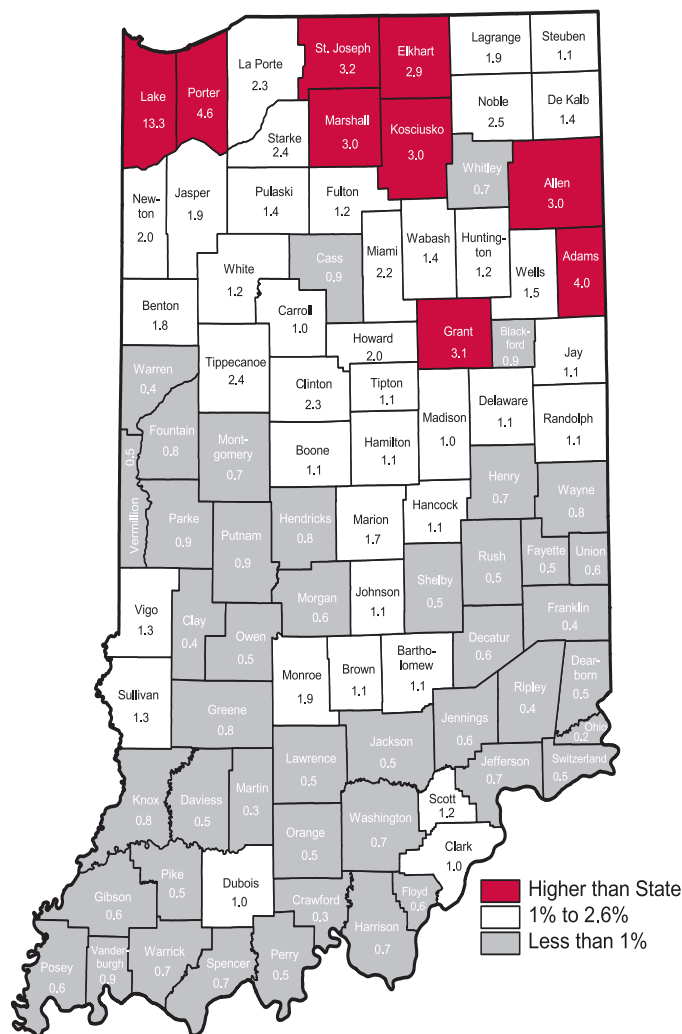 Lake
13.3
Porter
4.6
La Porte
2.3
St. Joseph
3.2
Elkhart
2.9
Lagrange
1.9
Steuben
1.1
Noble
2.5
De Kalb
1.4
Starke
2.4
Marshall
3.0
Kosciusko
3.0
Whitley
0.7
Allen
3.0
New-
ton
2.0
Jasper
1.9
Pulaski
1.4
Fulton
1.2
Miami
2.2
Wabash
1.4
Hunting-
ton
1.2
Wells
1.5
Adams
4.0
White
1.2
Cass
0.9
Benton
1.8
Carroll
1.0
Howard
2.0
Grant
3.1
Black-
ford
0.9
Jay
1.1
Warren
0.4
Tippecanoe
2.4
Clinton
2.3
Tipton
1.1
Madison
1.0
Delaware
1.1
Randolph
1.1
Fountain
0.8
Mont-
gomery
0.7
Boone
1.1
Hamilton
1.1
Henry
0.7
Wayne
0.8
Vermillion
0.5
Parke
0.9
Putnam
0.9
Hendricks
0.8
Marion
1.7
Hancock
1.1
Rush
0.5
Fayette
0.5
Union
0.6
Vigo
1.3
Clay
0.4
Owen
0.5
Morgan
0.6
Johnson
1.1
Shelby
0.5
Decatur
0.6
Franklin
0.4
Sullivan
1.3
Greene
0.8
Monroe
1.9
Brown
1.1
Bartho-
lomew
1.1
Jennings
0.6
Ripley
0.4
Dear-
born
0.5
Ohio
0.2
Knox
0.8
Daviess
0.5
Martin
0.3
Lawrence
0.5
Jackson
0.5
Jefferson
0.7
Switzerland
0.5
Orange
0.5
Washington
0.7
Scott
1.2
Clark
1.0
Gibson
0.6
Pike
0.5
Dubois
1.0
Crawford
0.3
Harrison
0.7
Floyd
0.6
Posey
0.6
Vander-
burgh
0.9
Warrick
0.7
Spencer
0.7
Perry
0.5
Higher than State
1% to 2.6%
Less than 1%